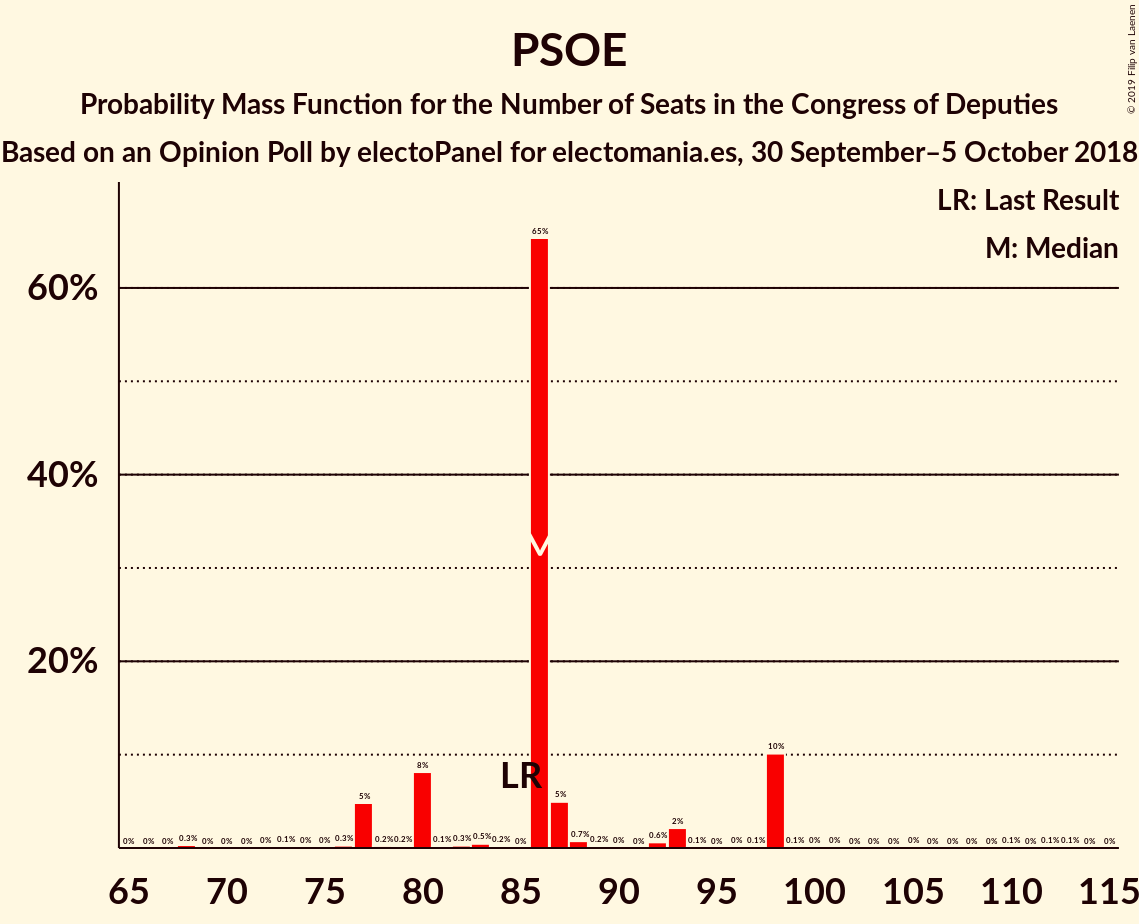 PSOE
Probability Mass Function for the Number of Seats in the Congress of Deputies
Based on an Opinion Poll by electoPanel for electomania.es, 30 September–5 October 2018
© 2019 Filip van Laenen
LR: Last Result
M: Median
60%
40%
20%
65%
10%
8%
5%
5%
2%
LR
0% 0% 0% 0.3% 0% 0% 0% 0% 0.1% 0% 0% 0.3% 0.2% 0.2% 0.1% 0.3% 0.5% 0.2% 0% 0.7% 0.2% 0% 0% 0.6% 0.1% 0% 0% 0.1% 0.1% 0% 0% 0% 0% 0% 0% 0% 0% 0% 0% 0.1% 0% 0.1% 0.1% 0% 0%
65 70 75 80 85 90 95 100 105 110 115